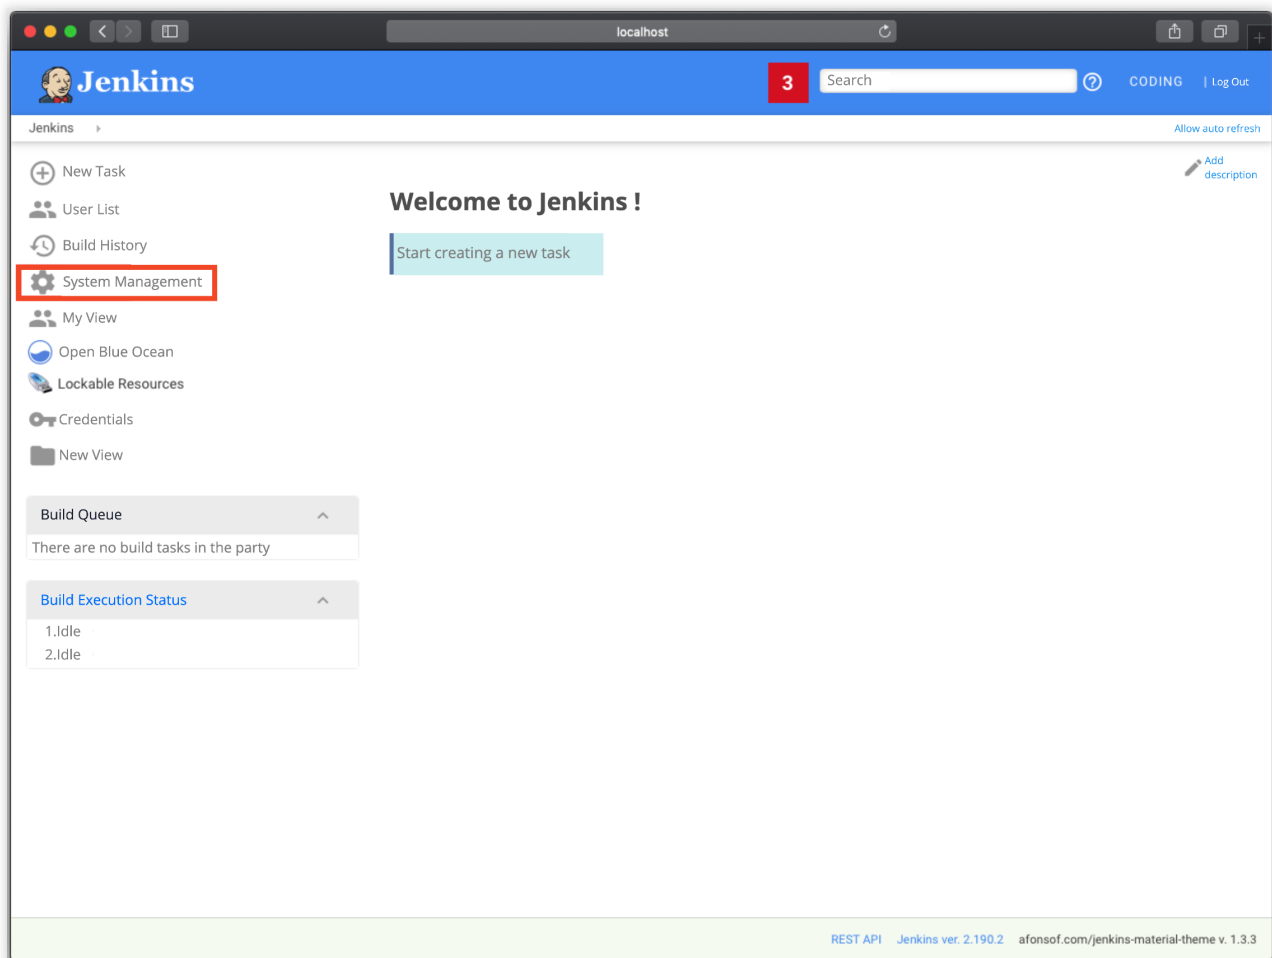 localhost
Jenkins
3
Search
CODING
| Log Out
Jenkins
Allow auto refresh
New Task
Add
description
User List
Welcome to Jenkins !
Build History
Start creating a new task
System Management
My View
Open Blue Ocean
Lockable Resources
Credentials
New View
Build Queue
There are no build tasks in the party
Build Execution Status
1.Idle
2.Idle
REST API Jenkins ver. 2.190.2 afonsof.com/jenkins-material-theme v. 1.3.3